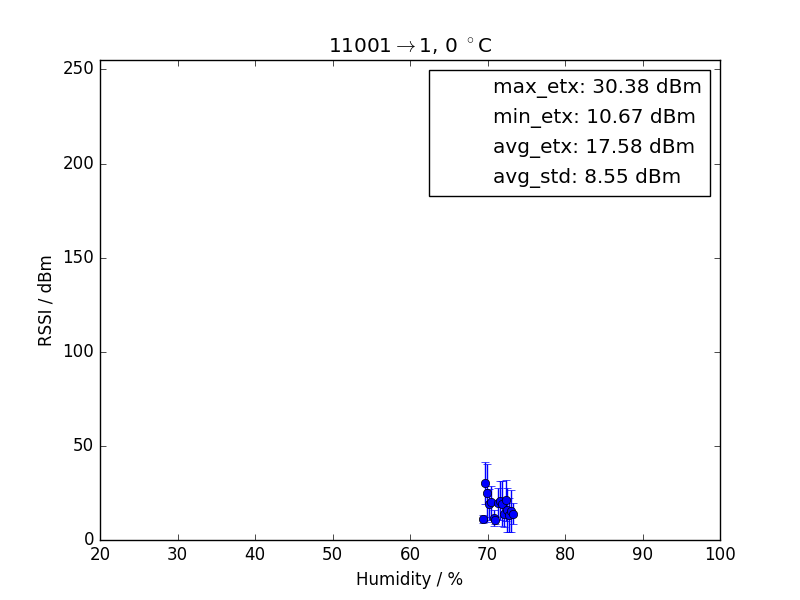 11001→1, 0 °C
max_etx: 30.38 dBm
min_etx: 10.67 dBm
avg_etx: 17.58 dBm
avg_std: 8.55 dBm
RSSI / dBm
250
200
150
100
50
0
20 30 40 50 60 70 80 90 100
Humidity / %